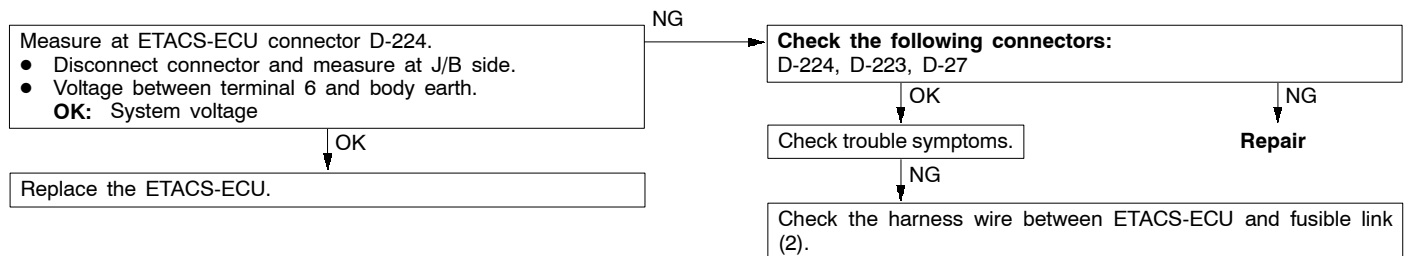 Measure at ETACS-ECU connector D-224.
● Disconnect connector and measure at J/B side.
● Voltage between terminal 6 and body earth.
OK: System voltage
NG
Check the following connectors:
D-224, D-223, D-27
OK
NG
OK
Check trouble symptoms.
Repair
Replace the ETACS-ECU.
NG
Check the harness wire between ETACS-ECU and fusible link
(2).